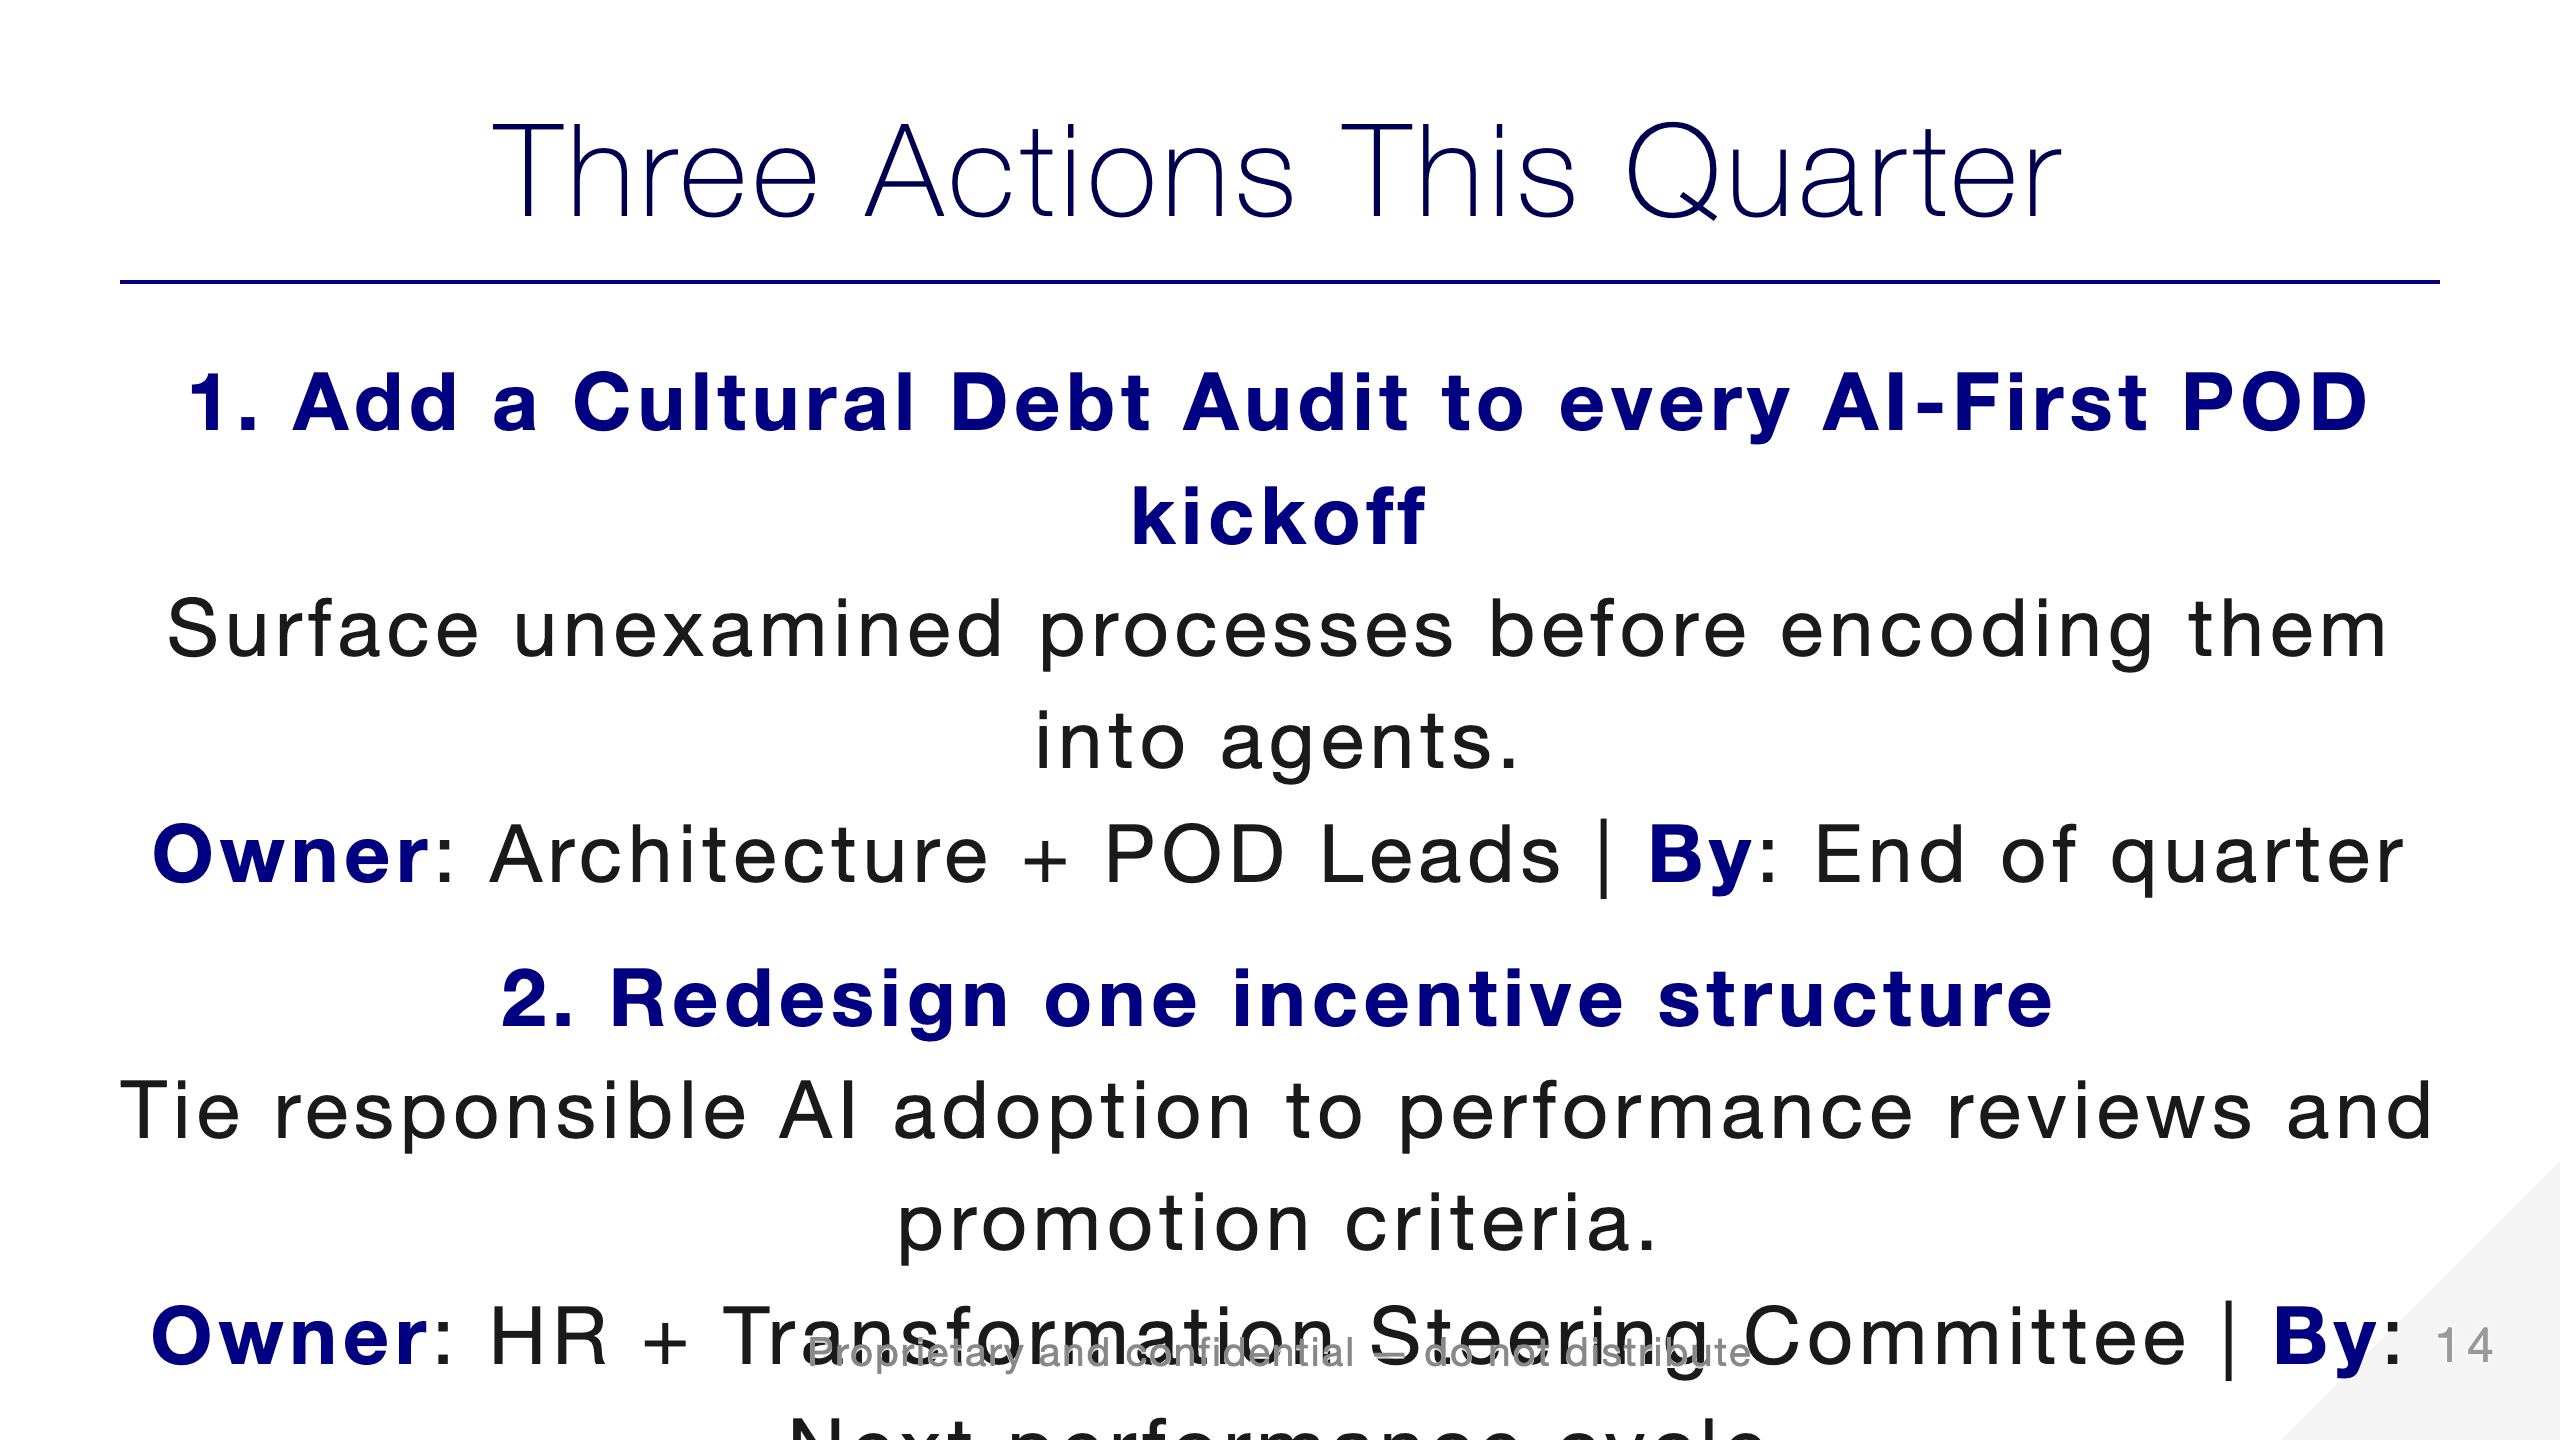 Three Actions This Quarter
1. Add a Cultural Debt Audit to every AI-First POD
kickoff
Surface unexamined processes before encoding them
into agents.
Owner: Architecture + POD Leads | By: End of quarter
2. Redesign one incentive structure
Tie responsible AI adoption to performance reviews and
promotion criteria.
Owner: HR + Transformation Steering Committee | By:
Proprietary and confidential — do not distribute
14
Next performance cycle